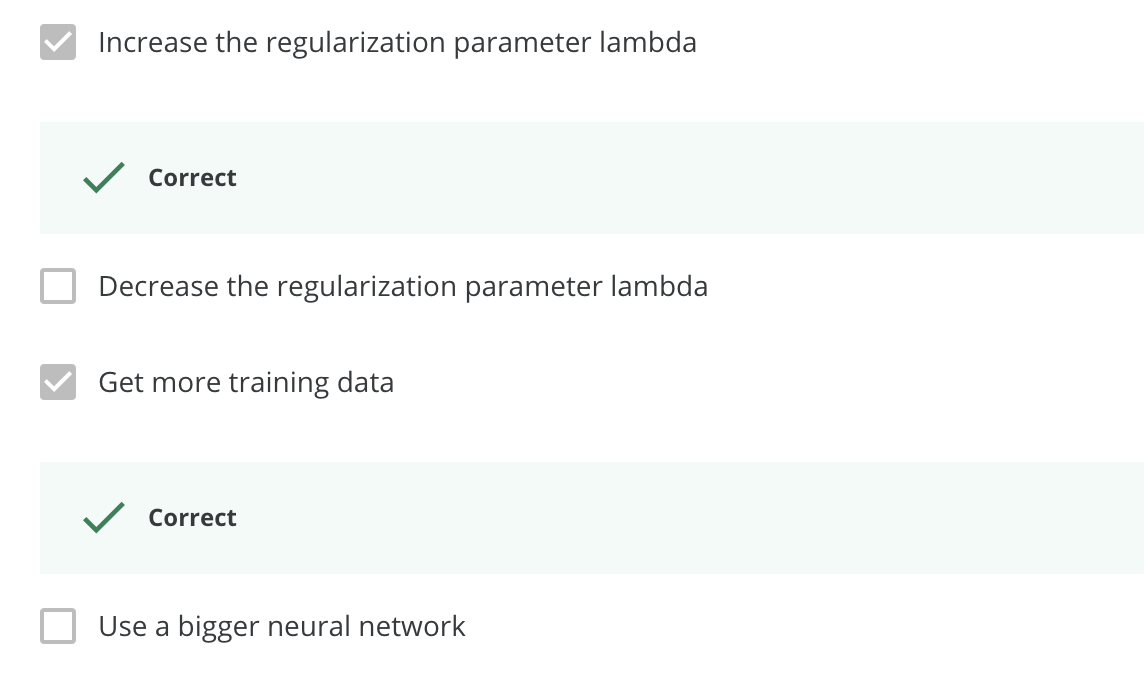 Increase the regularization parameter lambda
Correct
Decrease the regularization parameter lambda
Get more training data
Correct
Use a bigger neural network